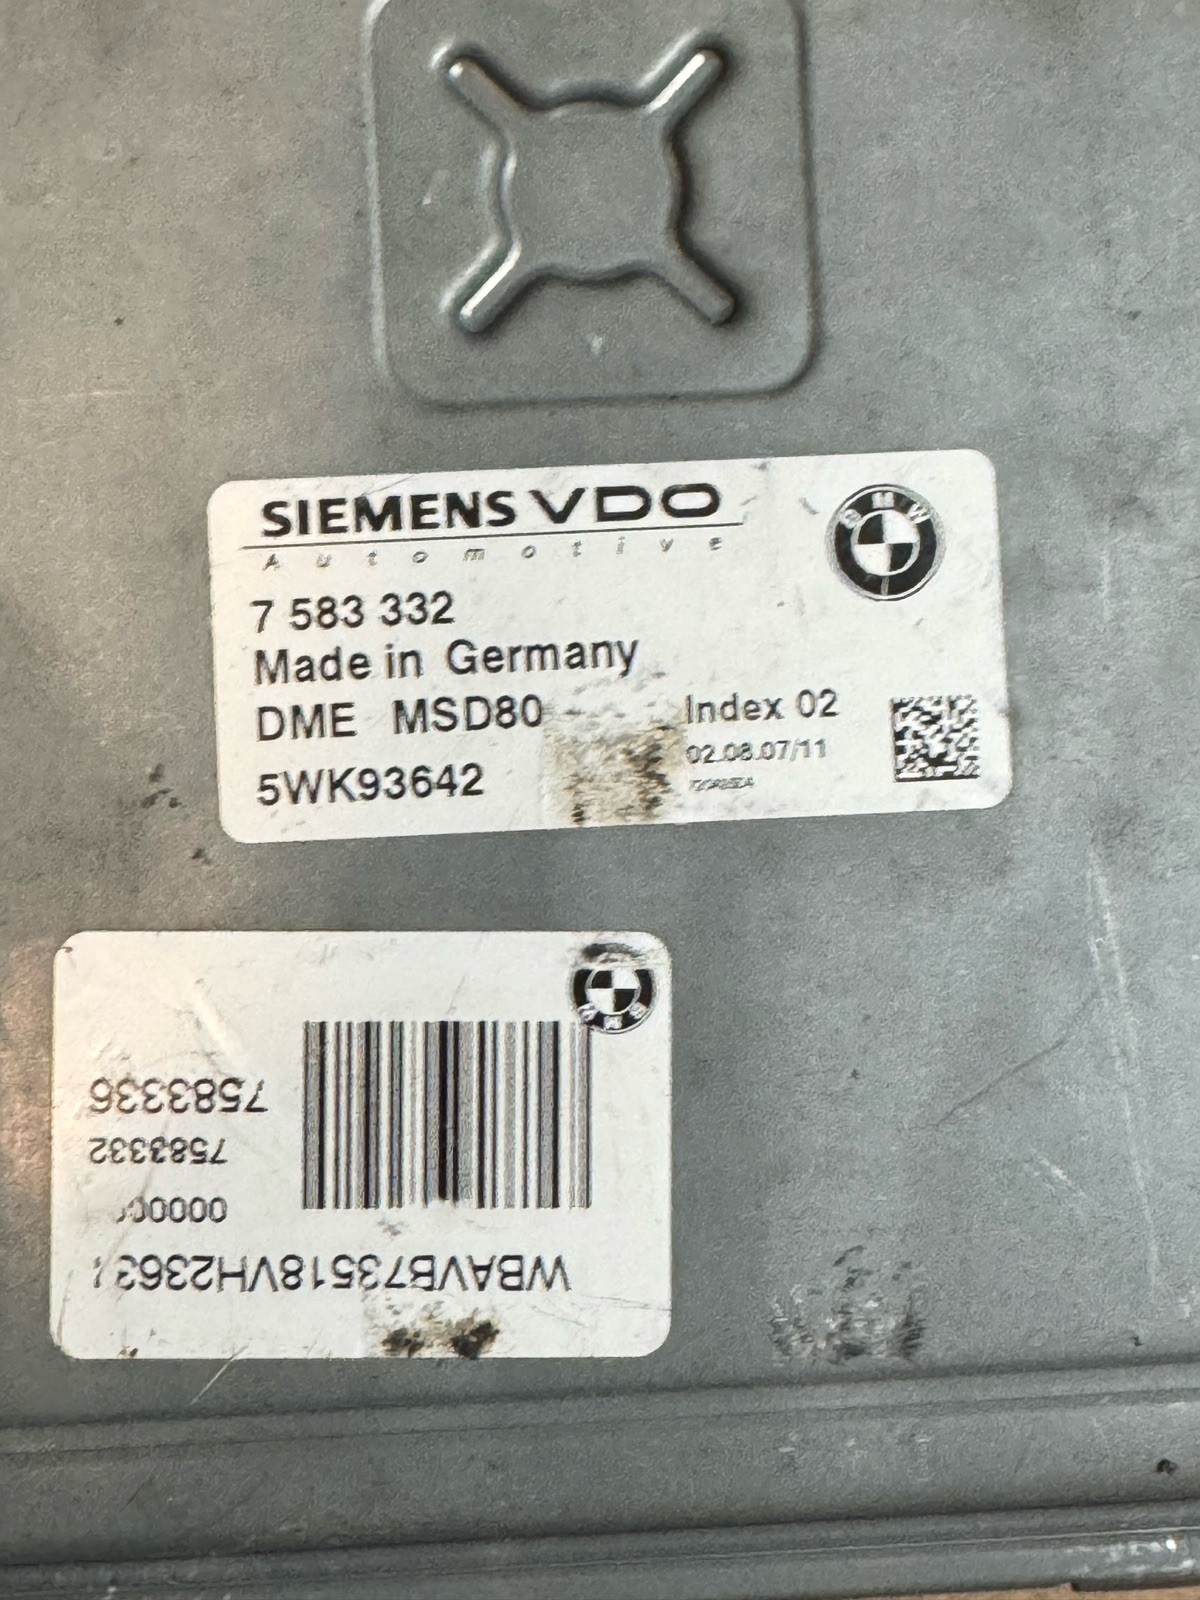 SIEMENS VDO
Automotive
BMW
7 583 332
Made in Germany
DME MSD80
Index 02
02.08.07/11
5WK93642
BMW
7583336
7583332
WBAVB73518VH2363